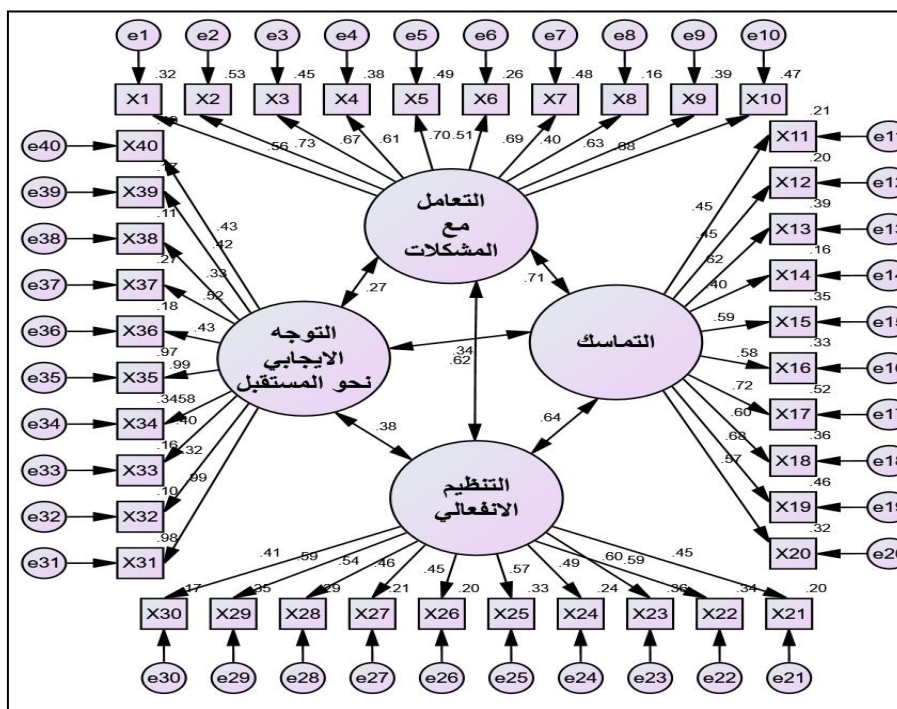 e1 e2 e3 e4 e5 e6 e7 e8 e9 e10
.32 .53 .45 .38 .49 .26 .48 .16 .39 .47
X1 X2 X3 X4 X5 X6 X7 X8 X9 X10
.56 .73 .67 .61 .70 .51 .69 .40 .63 .68
التعامل
مع
المشكلات
.21
X11
.20
X12 .45
.39
X13 .45
.16
X14 .62
.35
X15 .40
.33
X16 .59
.52
X17 .58
.36
X18 .72
.46
X19 .60
.32
X20 .68
.57
التماسك
e40 X40 .43
.17
e39 X39 .42
.11
e38 X38 .33
.27
e37 X37 .52
.18
e36 X36 .43
.97
e35 X35 .99
e34 X34 .40
.16
e33 X33 .32
.10
e32 X32 .99
.98
e31 X31
التوجه
الايجابي
نحو المستقبل
.27 .71
.34
.62
.38 .64
التنظيم
الانفعالي
.41 .59 .54 .46 .45 .57 .49 .60 .59 .45
.17 .35 .29 .21 .20 .33 .24 .36 .34 .20
X30 X29 X28 X27 X26 X25 X24 X23 X22 X21
e30 e29 e28 e27 e26 e25 e24 e23 e22 e21